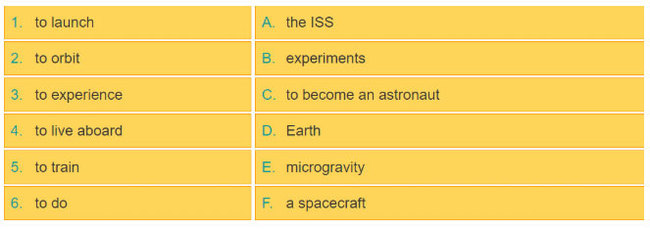 1. to launch A. the ISS
2. to orbit B. experiments
3. to experience C. to become an astronaut
4. to live aboard D. Earth
5. to train E. microgravity
6. to do F. a spacecraft